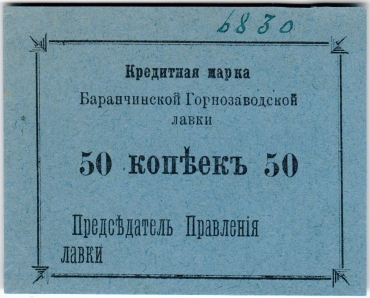 6830
Кредитная марка
Баранчинской Горнозаводской
лавки
50 копѣекъ 50
Предсѣдатель Правленія
лавки